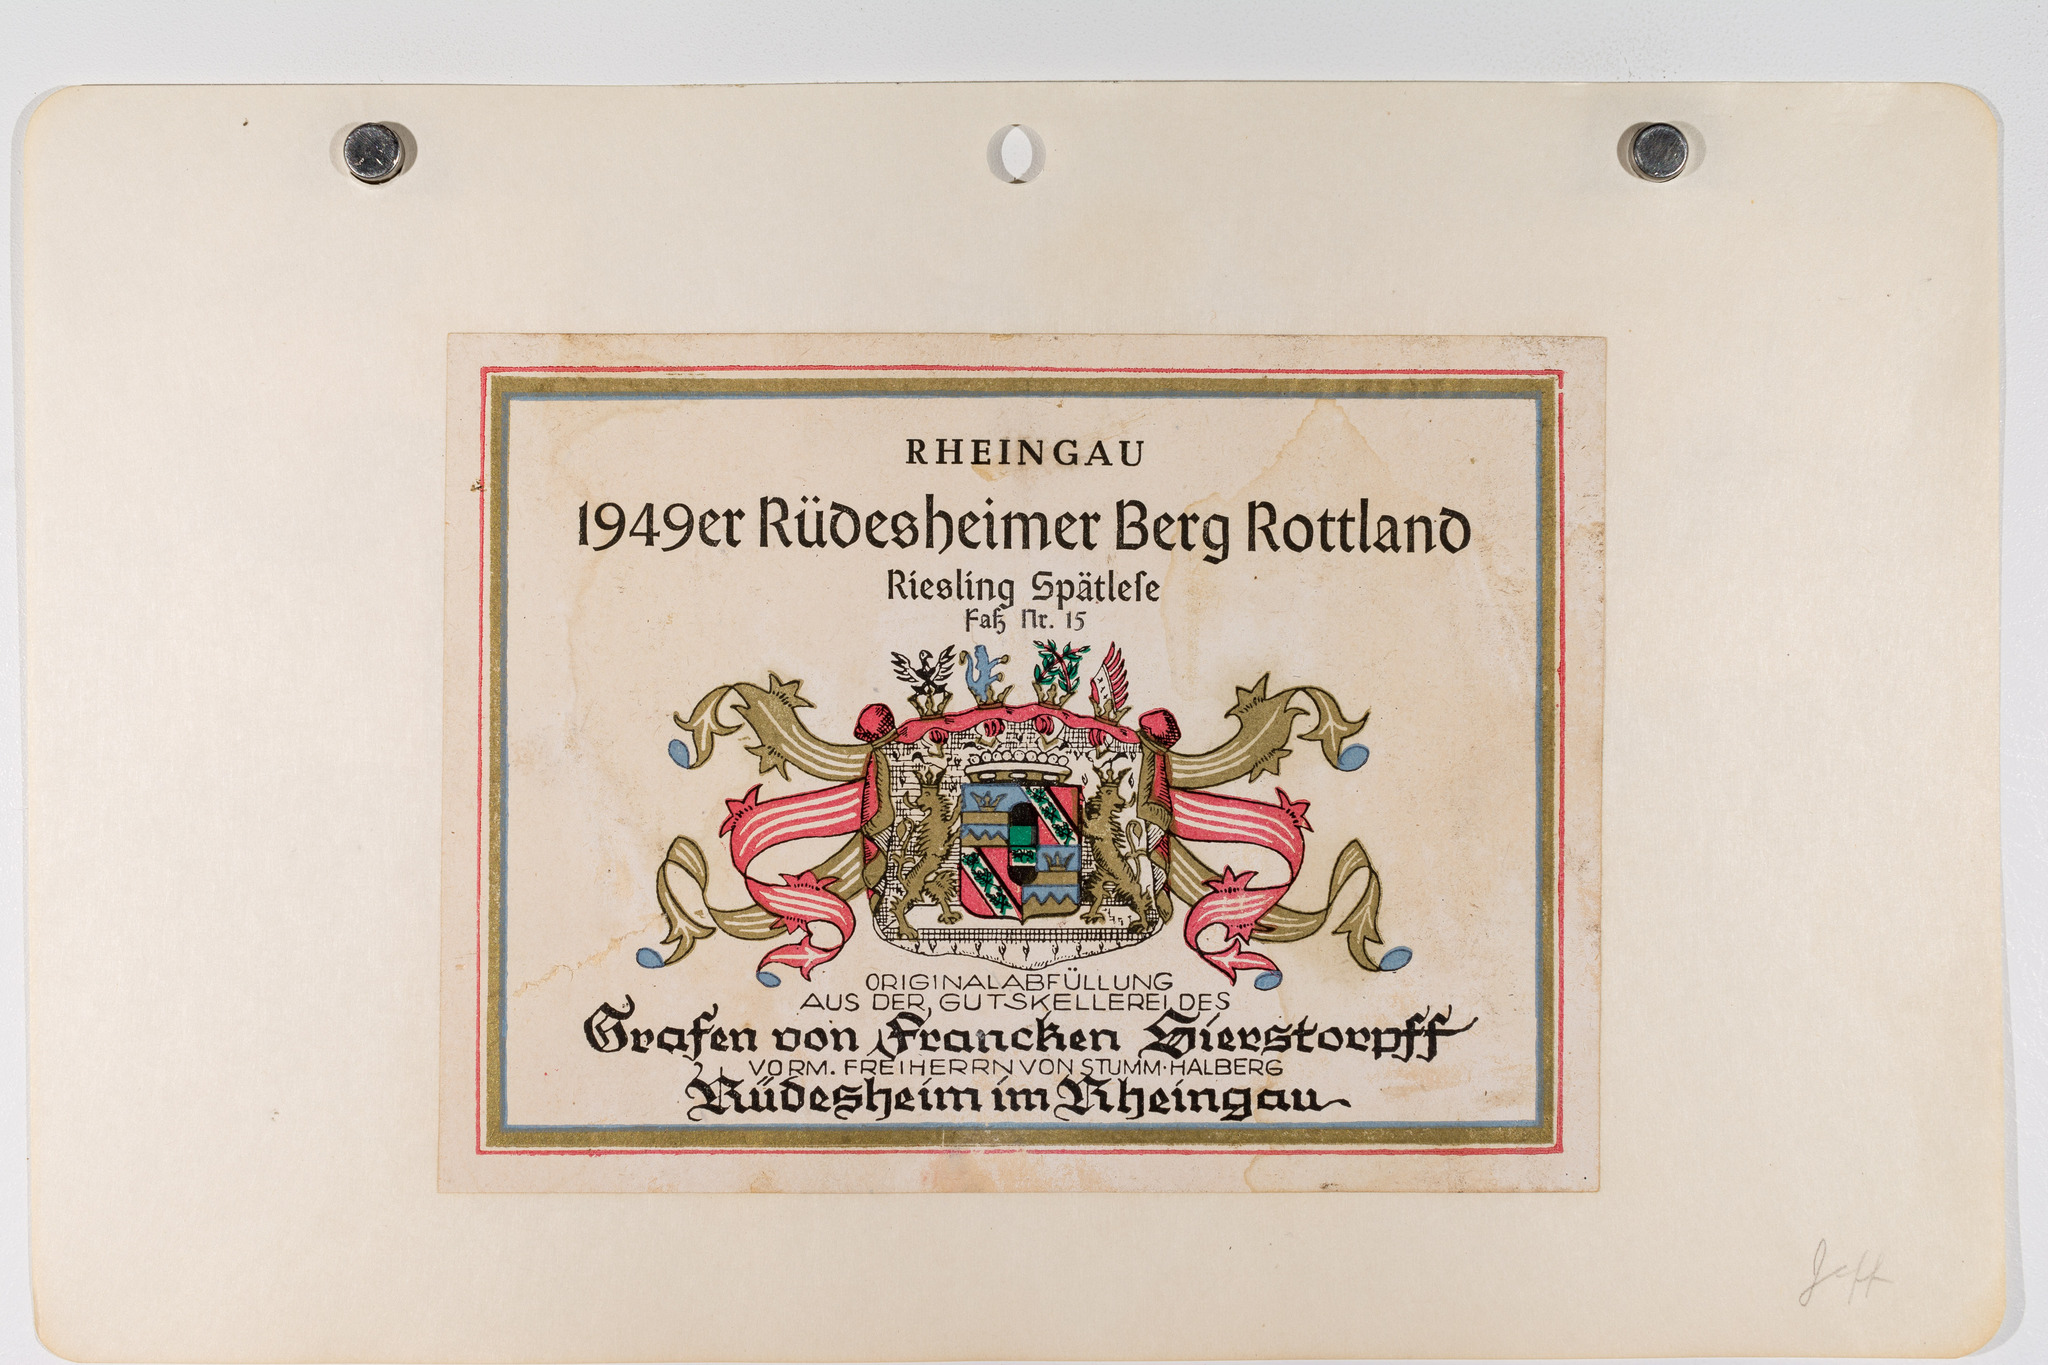 RHEINGAU
1949er Rüdesheimer Berg Rottland
Riesling Spätleſe
Faß Nr. 15
ORIGINALABFÜLLUNG
AUS DER GUTSKELLEREI DES
Grafen von Francken Sierstorpff
VORM. FREIHERRN VON STUMM·HALBERG
Rüdesheim im Rheingau
Jeff